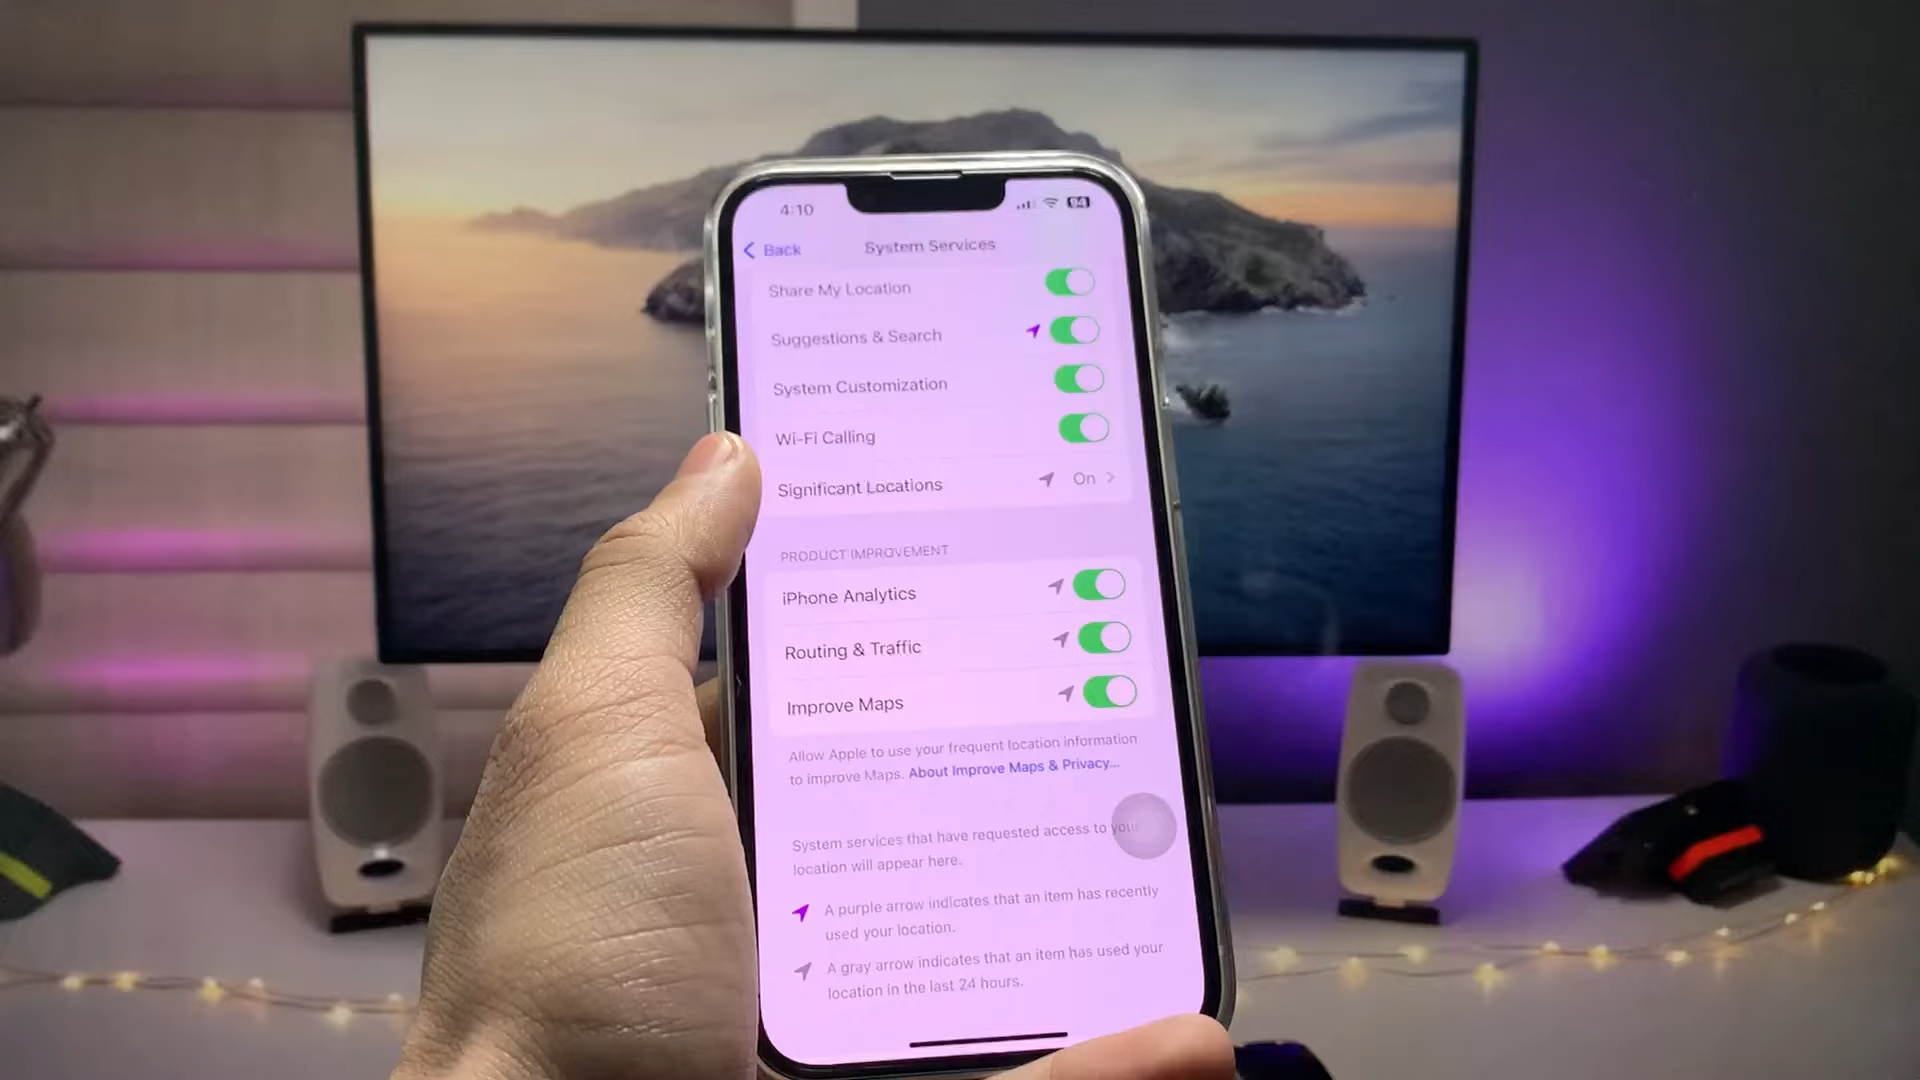 4:10
94
Back
System Services
Share My Location
Suggestions & Search
System Customization
Wi-Fi Calling
Significant Locations On
PRODUCT IMPROVEMENT
iPhone Analytics
Routing & Traffic
Improve Maps
Allow Apple to use your frequent location information
to improve Maps. About Improve Maps & Privacy...
System services that have requested access to your
location will appear here.
A purple arrow indicates that an item has recently
used your location.
A gray arrow indicates that an item has used your
location in the last 24 hours.